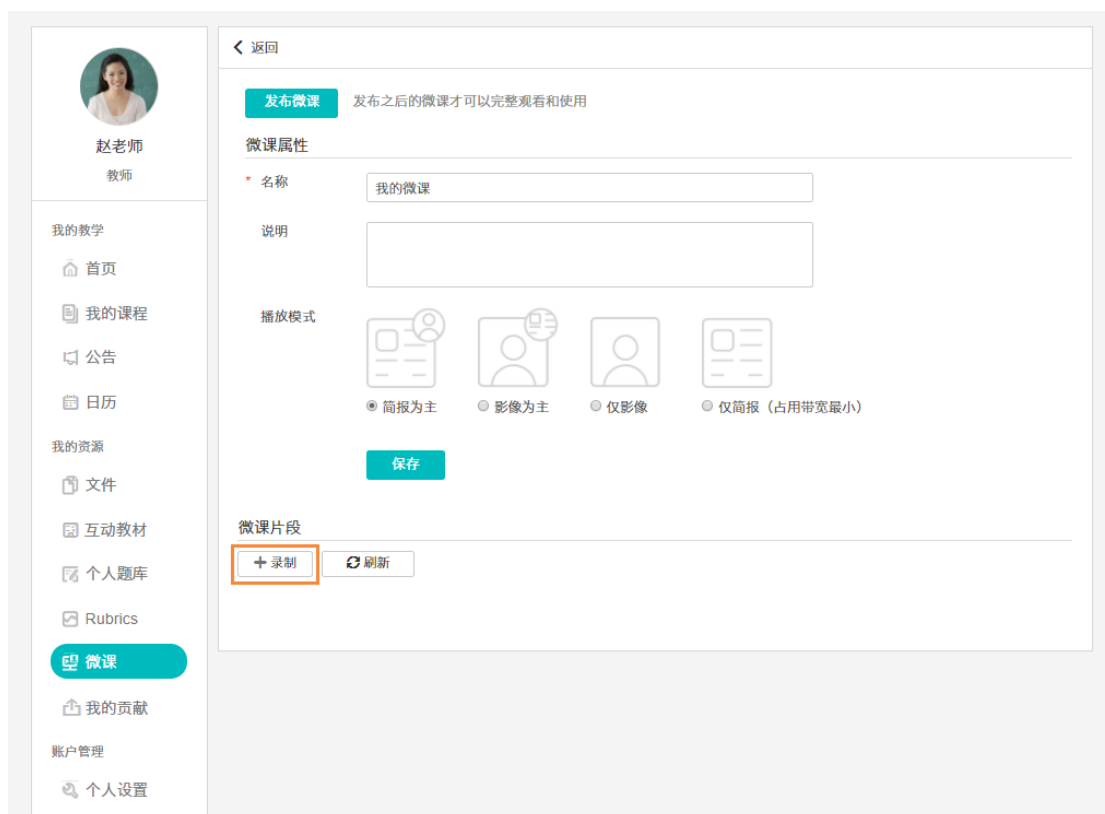 返回
发布微课 发布之后的微课才可以完整观看和使用
赵老师
教师
微课属性
* 名称 我的微课
说明
播放模式
简报为主 影像为主 仅影像 仅简报（占用带宽最小）
保存
微课片段
录制 刷新
我的教学
首页
我的课程
公告
日历
我的资源
文件
互动教材
个人题库
Rubrics
微课
我的贡献
账户管理
个人设置